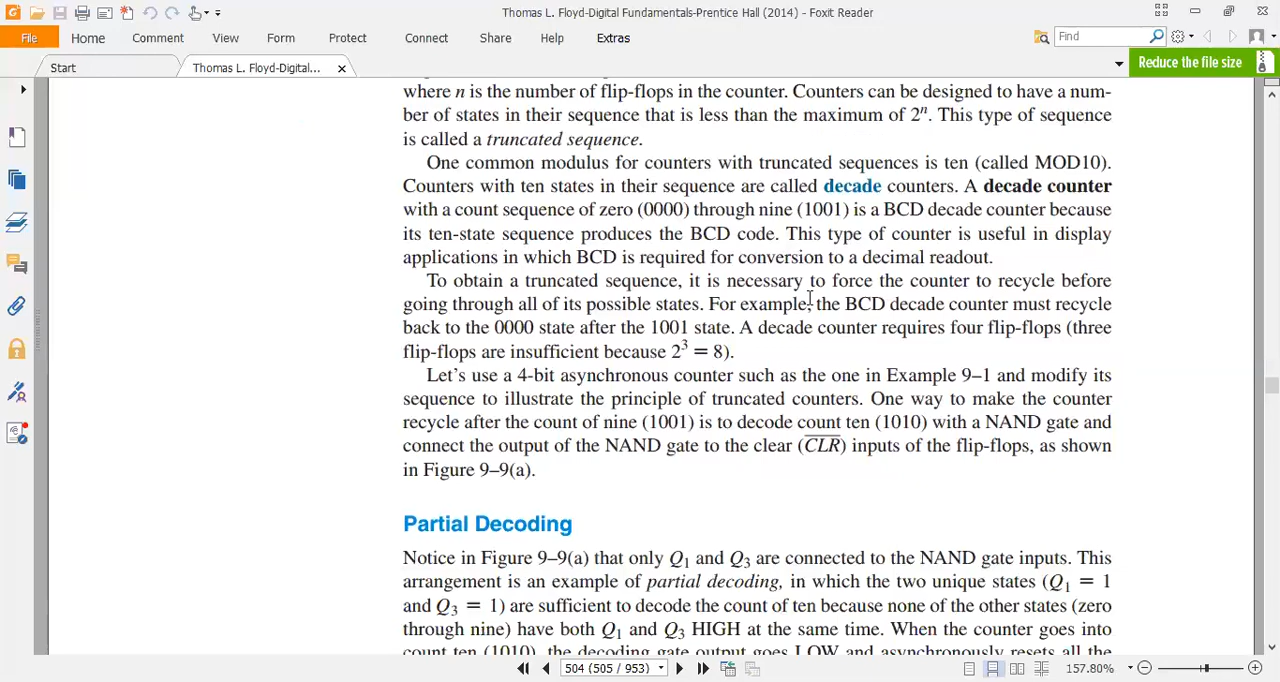 Thomas L. Floyd-Digital Fundamentals-Prentice Hall (2014) - Foxit Reader
File Home Comment View Form Protect Connect Share Help Extras Find
Start Thomas L. Floyd-Digital... Reduce the file size
where n is the number of flip-flops in the counter. Counters can be designed to have a num-
ber of states in their sequence that is less than the maximum of 2ⁿ. This type of sequence
is called a truncated sequence.
One common modulus for counters with truncated sequences is ten (called MOD10).
Counters with ten states in their sequence are called decade counters. A decade counter
with a count sequence of zero (0000) through nine (1001) is a BCD decade counter because
its ten-state sequence produces the BCD code. This type of counter is useful in display
applications in which BCD is required for conversion to a decimal readout.
To obtain a truncated sequence, it is necessary to force the counter to recycle before
going through all of its possible states. For example, the BCD decade counter must recycle
back to the 0000 state after the 1001 state. A decade counter requires four flip-flops (three
flip-flops are insufficient because 2³ = 8).
Let's use a 4-bit asynchronous counter such as the one in Example 9–1 and modify its
sequence to illustrate the principle of truncated counters. One way to make the counter
recycle after the count of nine (1001) is to decode count ten (1010) with a NAND gate and
connect the output of the NAND gate to the clear (C̅L̅R̅) inputs of the flip-flops, as shown
in Figure 9–9(a).
Partial Decoding
Notice in Figure 9–9(a) that only Q₁ and Q₃ are connected to the NAND gate inputs. This
arrangement is an example of partial decoding, in which the two unique states (Q₁ = 1
and Q₃ = 1) are sufficient to decode the count of ten because none of the other states (zero
through nine) have both Q₁ and Q₃ HIGH at the same time. When the counter goes into
count ten (1010), the decoding gate output goes LOW and asynchronously resets all the
504 (505 / 953) 157.80%